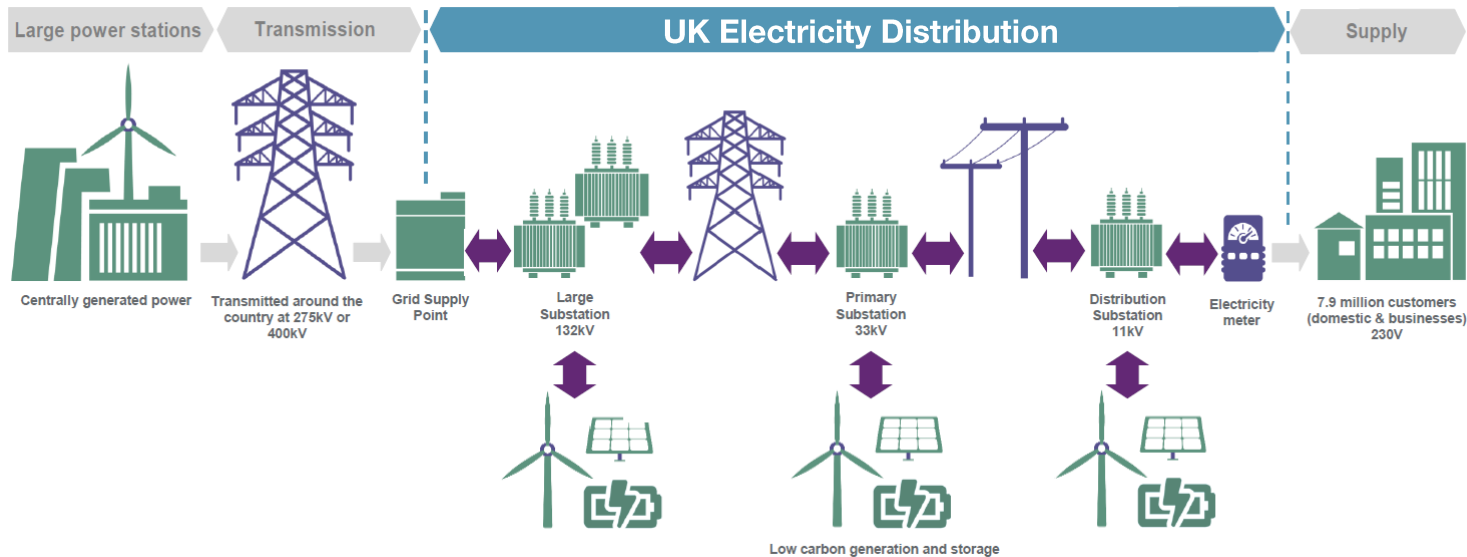 Large power stations
Transmission
UK Electricity Distribution
Supply
Centrally generated power
Transmitted around the
country at 275kV or
400kV
Grid Supply
Point
Large
Substation
132kV
Primary
Substation
33kV
Distribution
Substation
11kV
Electricity
meter
7.9 million customers
(domestic & businesses)
230V
Low carbon generation and storage